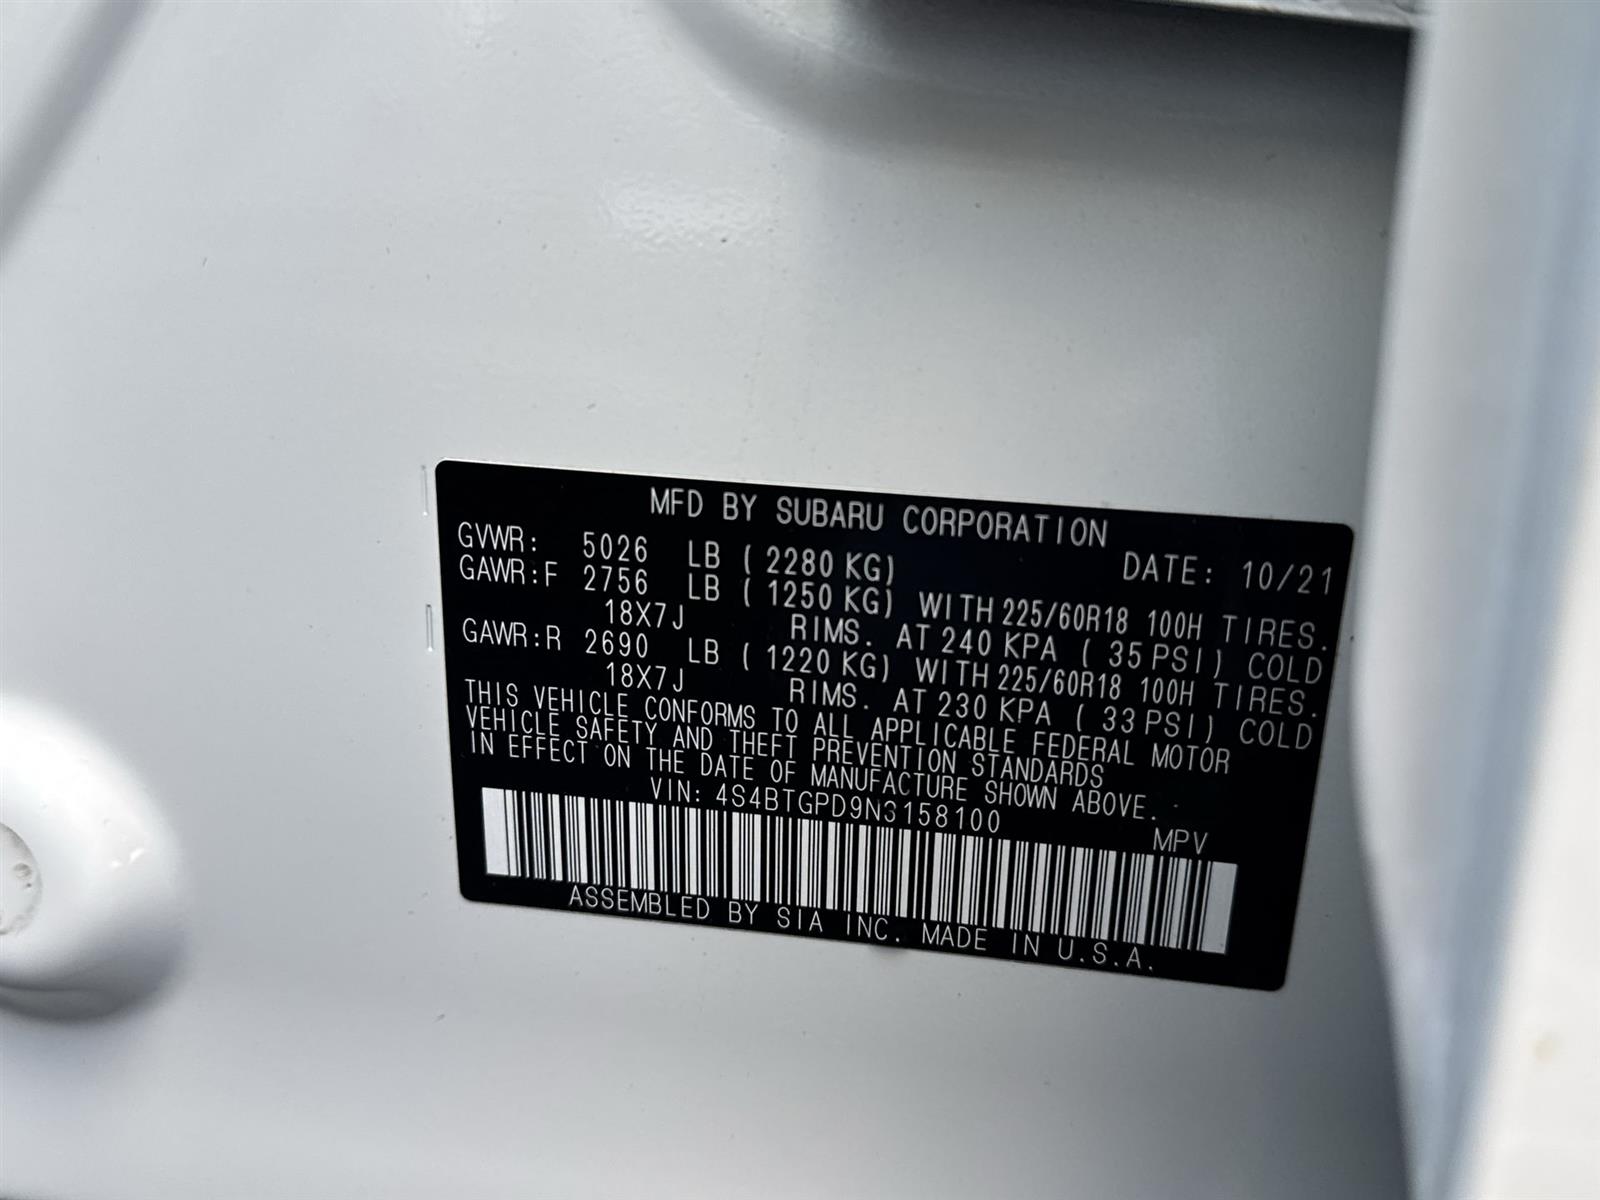 MFD BY SUBARU CORPORATION
GVWR: 5026 LB ( 2280 KG) DATE: 10/21
GAWR:F 2756 LB ( 1250 KG) WITH 225/60R18 100H TIRES.
18X7J RIMS. AT 240 KPA ( 35 PSI) COLD
GAWR:R 2690 LB ( 1220 KG) WITH 225/60R18 100H TIRES.
18X7J RIMS. AT 230 KPA ( 33 PSI) COLD
THIS VEHICLE CONFORMS TO ALL APPLICABLE FEDERAL MOTOR
VEHICLE SAFETY AND THEFT PREVENTION STANDARDS
IN EFFECT ON THE DATE OF MANUFACTURE SHOWN ABOVE.
VIN: 4S4BTGPD9N3158100 MPV
ASSEMBLED BY SIA INC. MADE IN U.S.A.